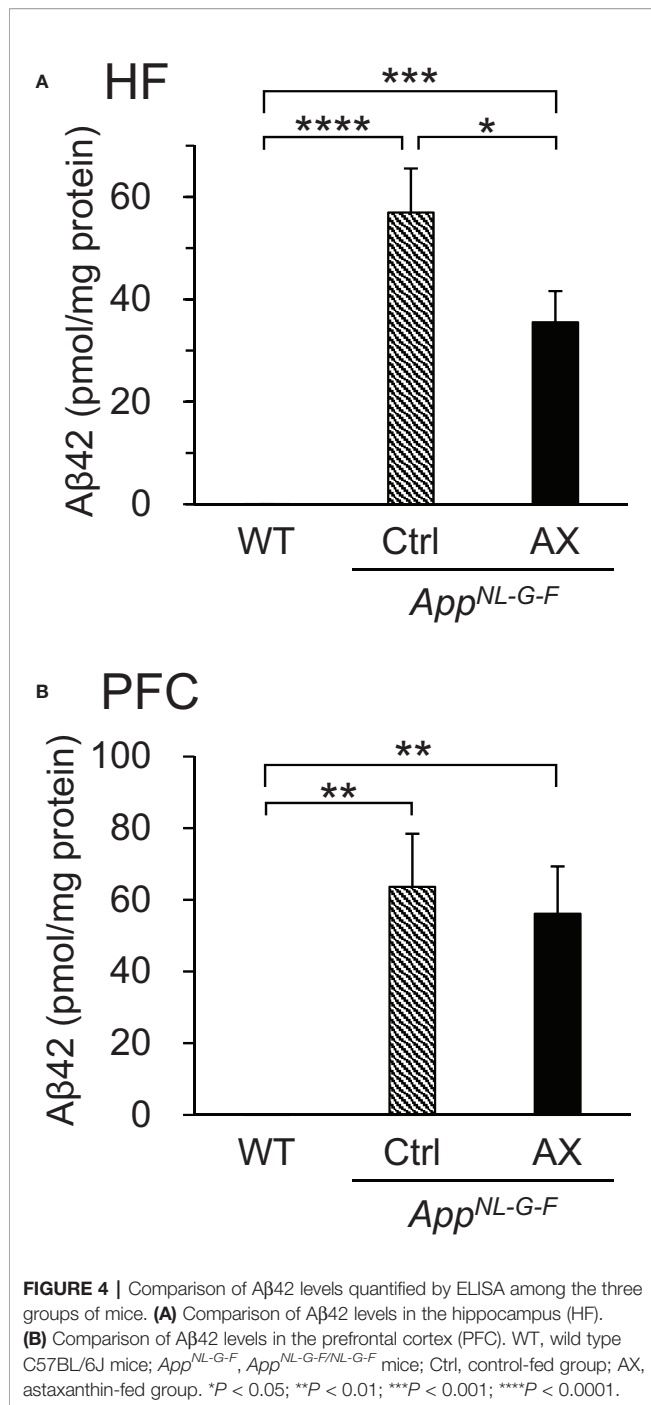 A HF
***
**** *
60
40
20
0
Aβ42 (pmol/mg protein)
WT Ctrl AX
App^NL-G-F
B PFC
100
80
60
40
20
0
Aβ42 (pmol/mg protein)
**
**
WT Ctrl AX
App^NL-G-F
FIGURE 4 | Comparison of Aβ42 levels quantified by ELISA among the three
groups of mice. (A) Comparison of Aβ42 levels in the hippocampus (HF).
(B) Comparison of Aβ42 levels in the prefrontal cortex (PFC). WT, wild type
C57BL/6J mice; App^NL-G-F, App^NL-G-F/NL-G-F mice; Ctrl, control-fed group; AX,
astaxanthin-fed group. *P < 0.05; **P < 0.01; ***P < 0.001; ****P < 0.0001.